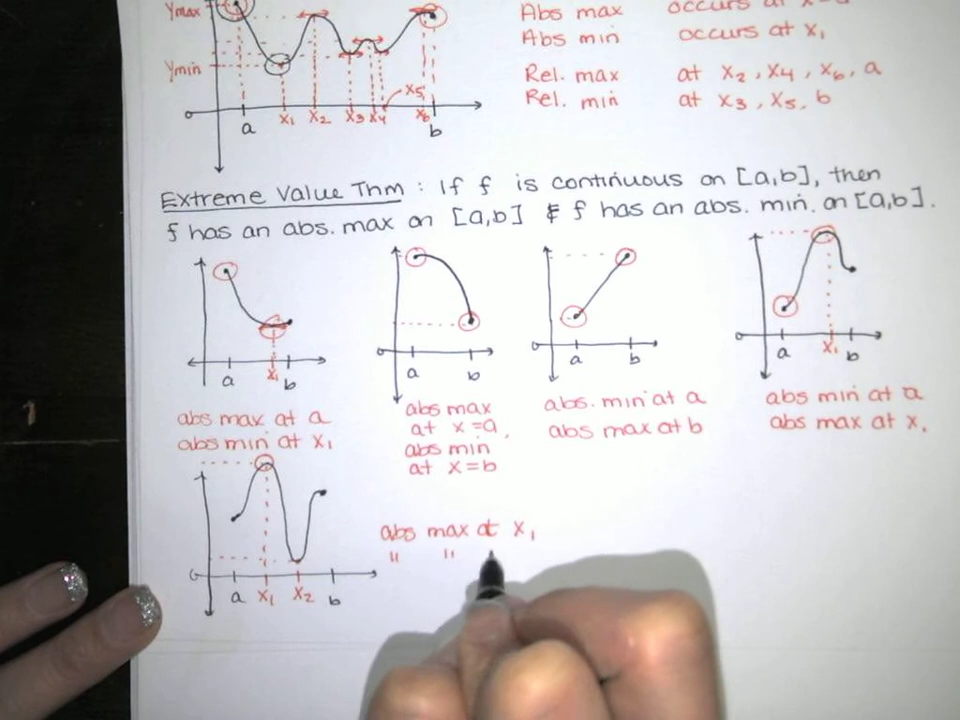 Ymax
Abs max occurs at
Abs min occurs at x₁
Ymin
Rel. max at x₂, x₄, x₆, a
Rel. min at x₃, x₅, b
x₅
a x₁ x₂ x₃ x₄ x₆ b
Extreme Value Thm : If f is continuous on [a,b], then
f has an abs. max on [a,b] & f has an abs. min. on [a,b].
a x₁ b
a b
a b
a x₁ b
abs max at a
abs min at x₁
abs max
at x=a,
abs min
at x=b
abs. min at a
abs max at b
abs min at a
abs max at x₁
abs max at x₁
" "
a x₁ x₂ b